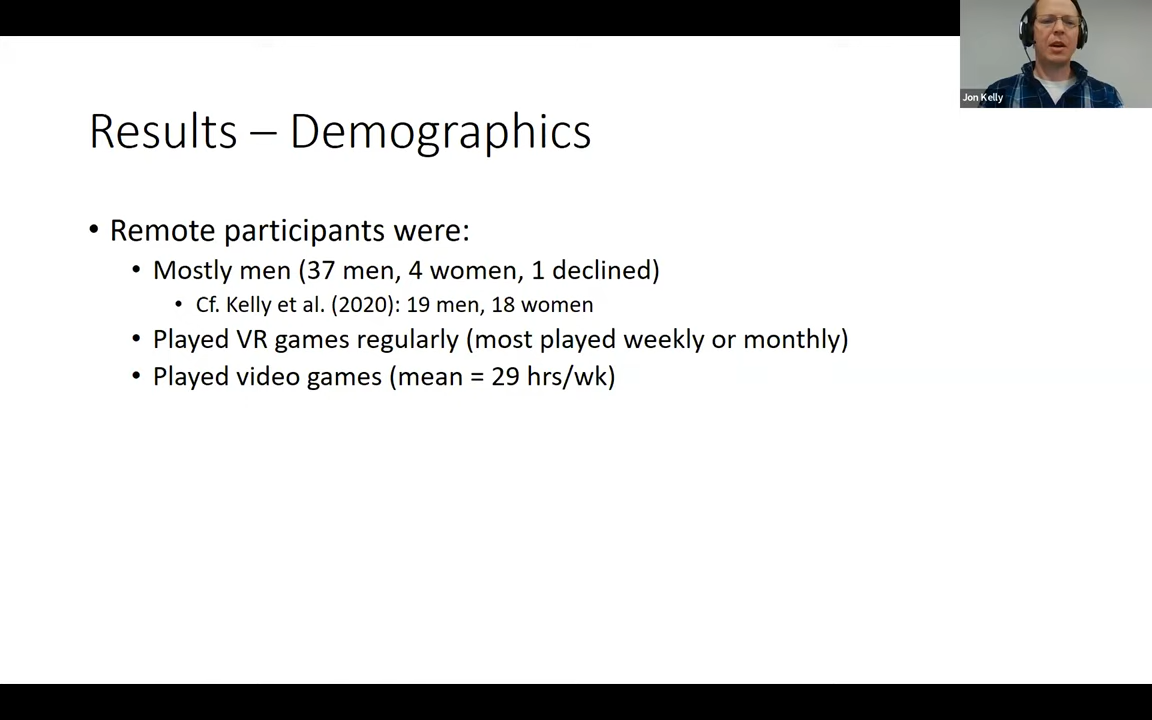 Jon Kelly
Results – Demographics
• Remote participants were:
• Mostly men (37 men, 4 women, 1 declined)
• Cf. Kelly et al. (2020): 19 men, 18 women
• Played VR games regularly (most played weekly or monthly)
• Played video games (mean = 29 hrs/wk)